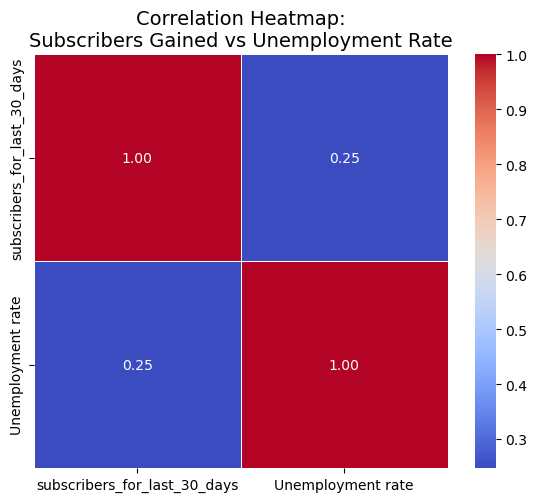 Correlation Heatmap:
Subscribers Gained vs Unemployment Rate
subscribers_for_last_30_days
Unemployment rate
1.00
0.25
0.25
1.00
subscribers_for_last_30_days
Unemployment rate
1.0
0.9
0.8
0.7
0.6
0.5
0.4
0.3